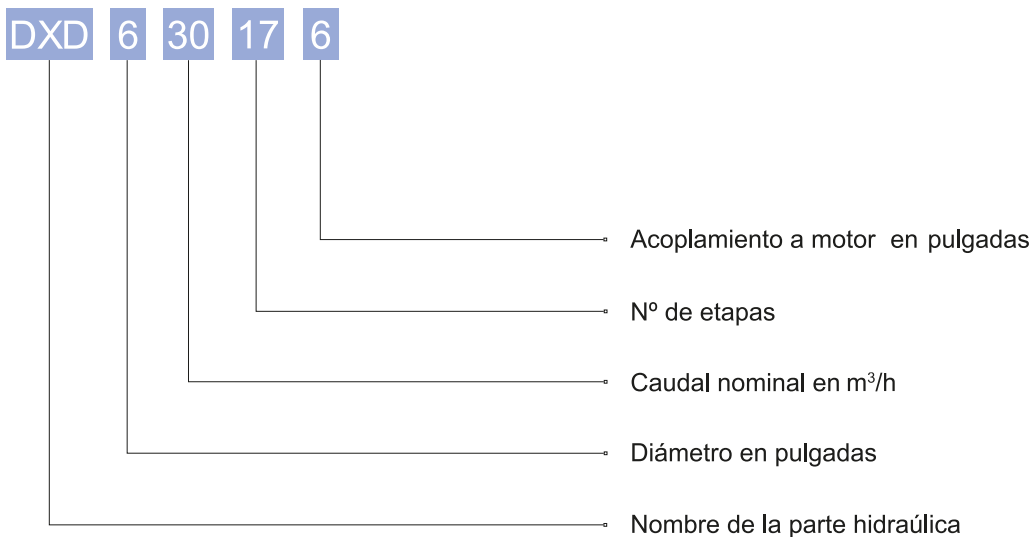 DXD 6 30 17 6
Acoplamiento a motor en pulgadas
Nº de etapas
Caudal nominal en m³/h
Diámetro en pulgadas
Nombre de la parte hidraúlica